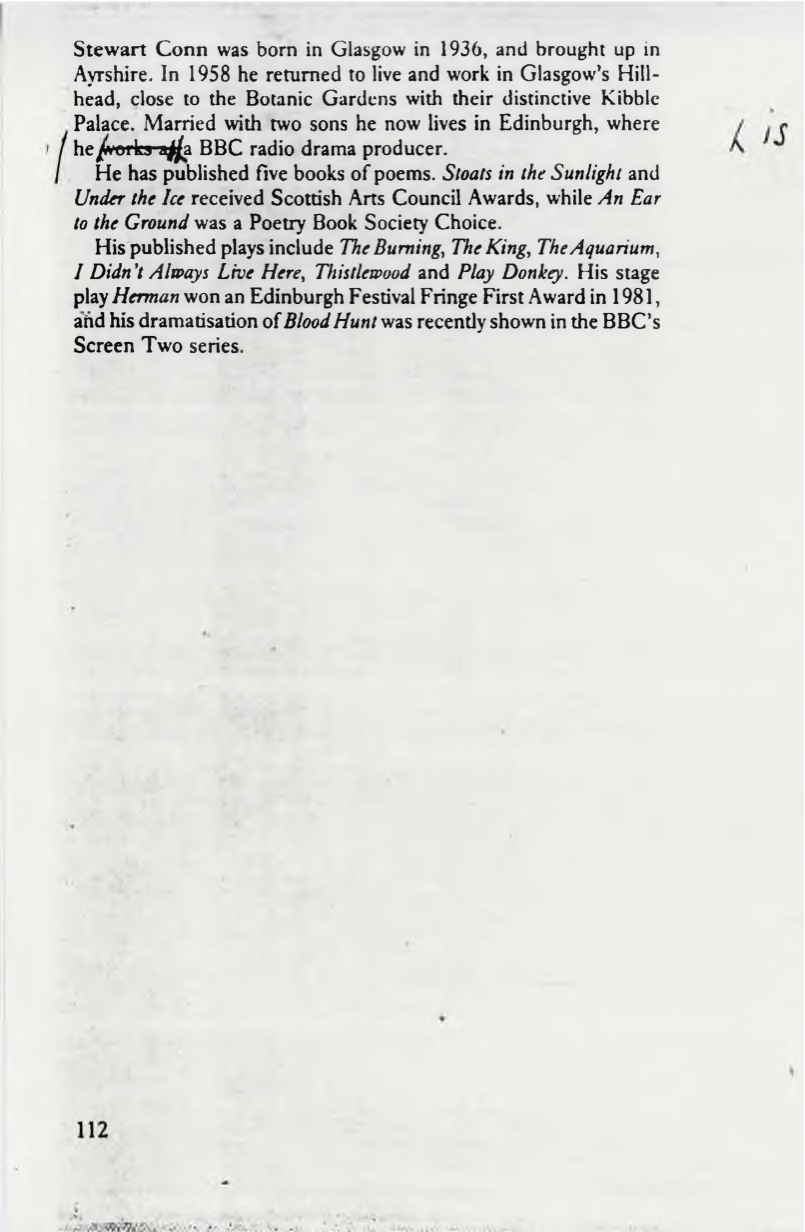 Stewart Conn was born in Glasgow in 1936, and brought up in
Ayrshire. In 1958 he returned to live and work in Glasgow's Hill-
head, close to the Botanic Gardens with their distinctive Kibble
Palace. Married with two sons he now lives in Edinburgh, where
he works as a BBC radio drama producer.
is
He has published five books of poems. Stoats in the Sunlight and
Under the Ice received Scottish Arts Council Awards, while An Ear
to the Ground was a Poetry Book Society Choice.
His published plays include The Burning, The King, The Aquarium,
I Didn't Always Live Here, Thistlewood and Play Donkey. His stage
play Herman won an Edinburgh Festival Fringe First Award in 1981,
and his dramatisation of Blood Hunt was recently shown in the BBC's
Screen Two series.
112